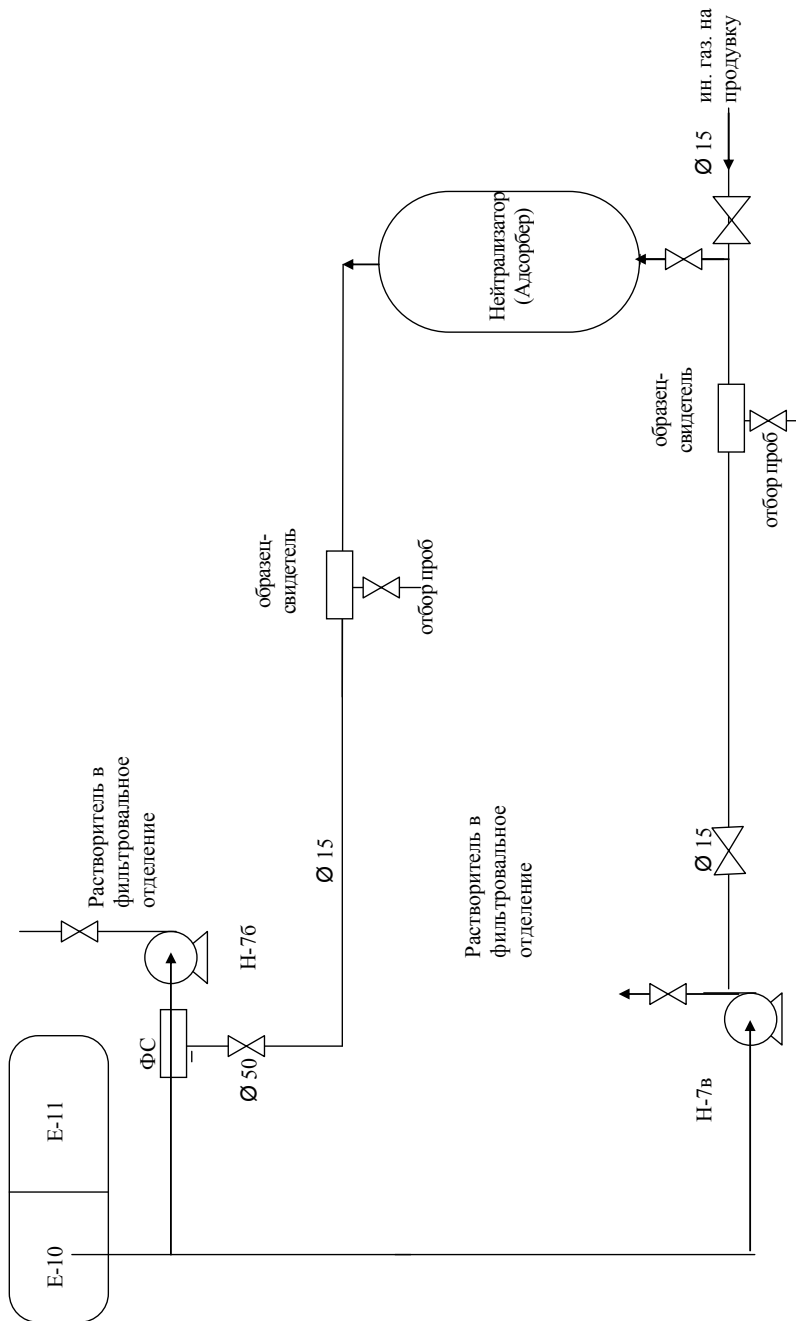 Е-10
Е-11
ФС
Ø 50
Н-7б
Растворитель в
фильтровальное
отделение
Ø 15
образец-
свидетель
отбор проб
Нейтрализатор
(Адсорбер)
Растворитель в
фильтровальное
отделение
Н-7в
Ø 15
образец-
свидетель
отбор проб
Ø 15
ин. газ. на
продувку